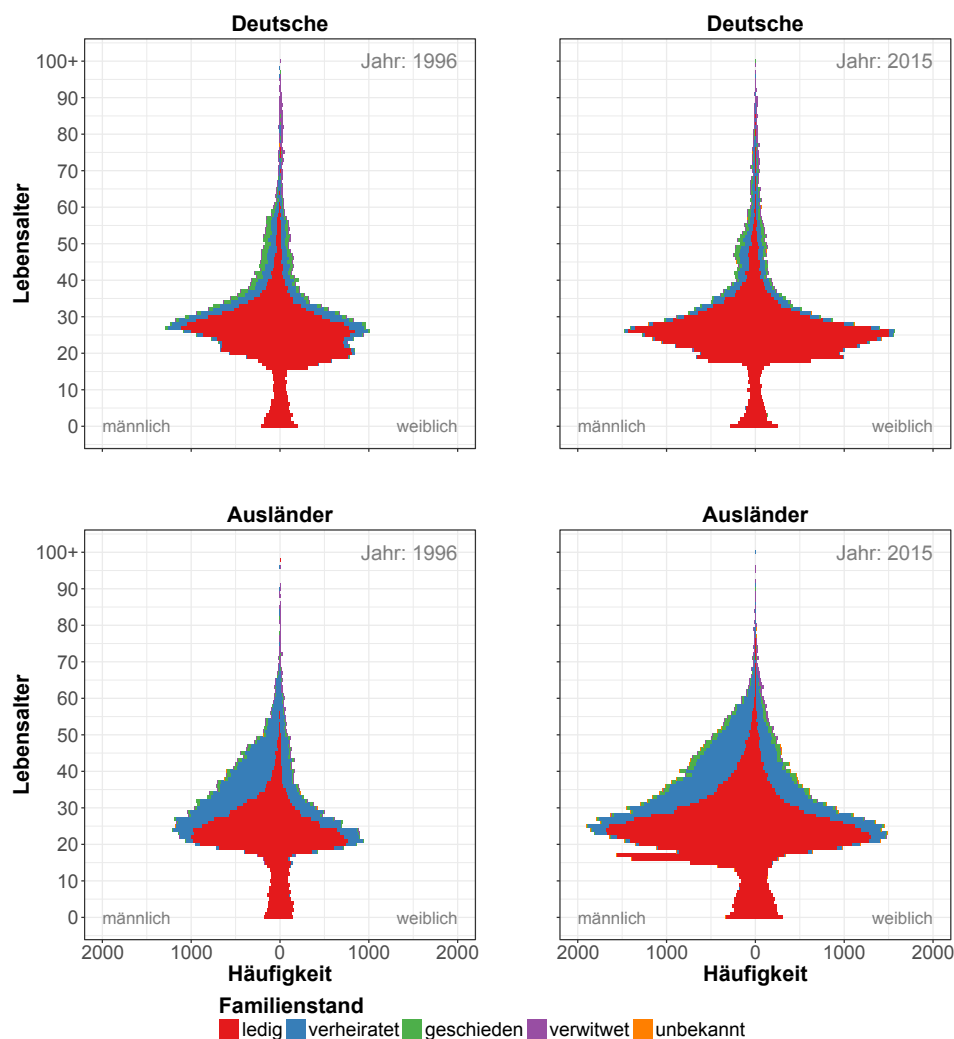 Deutsche
Deutsche
Jahr: 1996
Jahr: 2015
Lebensalter
100+
90
80
70
60
50
40
30
20
10
0
männlich
weiblich
männlich
weiblich
Ausländer
Ausländer
Jahr: 1996
Jahr: 2015
Lebensalter
100+
90
80
70
60
50
40
30
20
10
0
männlich
weiblich
männlich
weiblich
2000 1000 0 1000 2000
2000 1000 0 1000 2000
Häufigkeit
Häufigkeit
Familienstand
ledig verheiratet geschieden verwitwet unbekannt